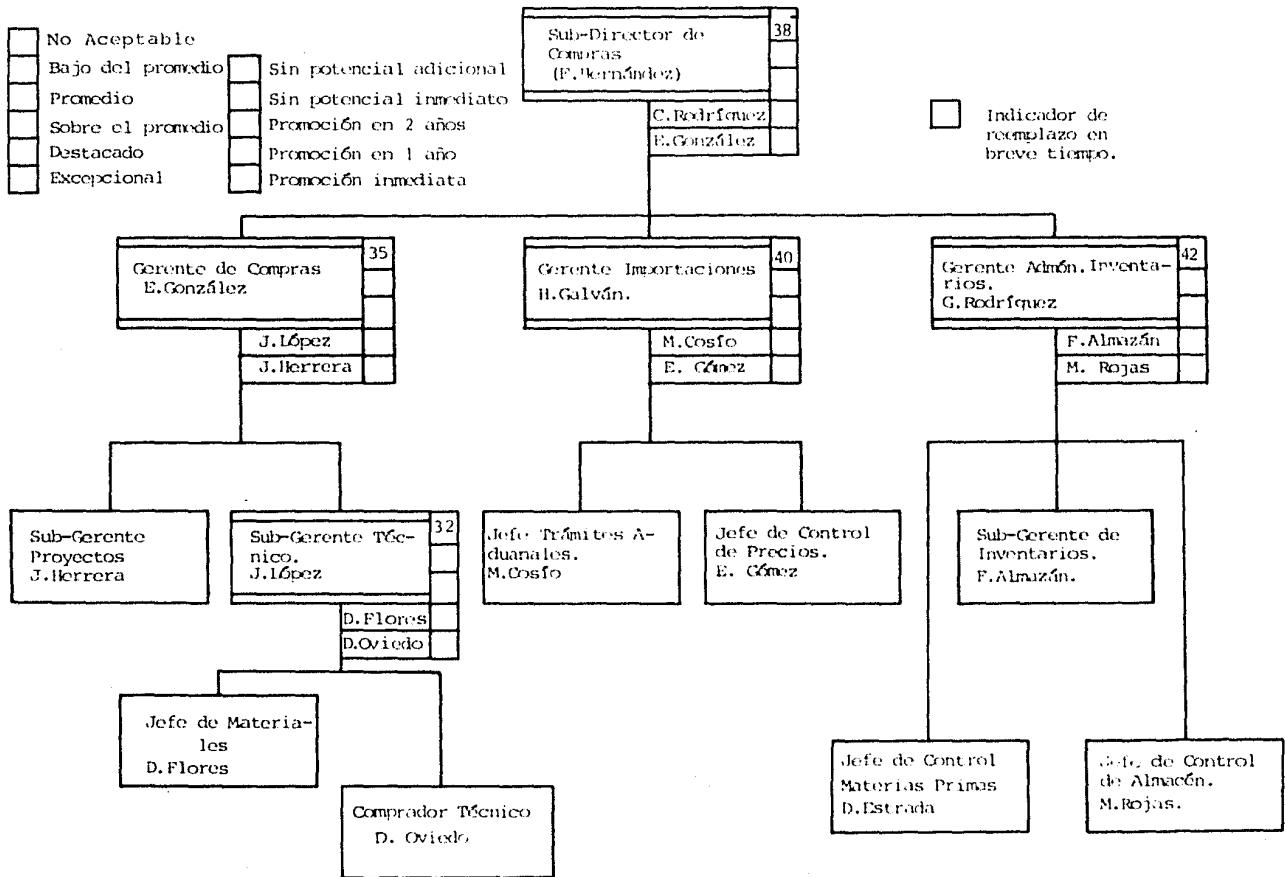 No Aceptable
Bajo del promedio
Promedio
Sobre el promedio
Destacado
Excepcional
Sin potencial adicional
Sin potencial inmediato
Promoción en 2 años
Promoción en 1 año
Promoción inmediata
Sub-Director de
Compras
(F.Hernández)
38
C.Rodríquez
E.González
Indicador de
reemplazo en
breve tiempo.
Gerente de Compras
E.González
35
J.López
J.Herrera
Gerente Importaciones
H.Galván.
40
M.Cosío
E. Gómez
Gerente Admón.Inventa-
rios.
G.Rodríquez
42
F.Almazán
M. Rojas
Sub-Gerente
Proyectos
J.Herrera
Sub-Gerente Téc-
nico.
J.López
32
D.Flores
D.Oviedo
Jefe Trámites A-
duanales.
M.Cosío
Jefe de Control
de Precios.
E. Gómez
Sub-Gerente de
Inventarios.
F.Almazán.
Jefe de Materia-
les
D.Flores
Comprador Técnico
D. Oviedo
Jefe de Control
Materias Primas
D.Estrada
Jefe de Control
de Almacén.
M.Rojas.